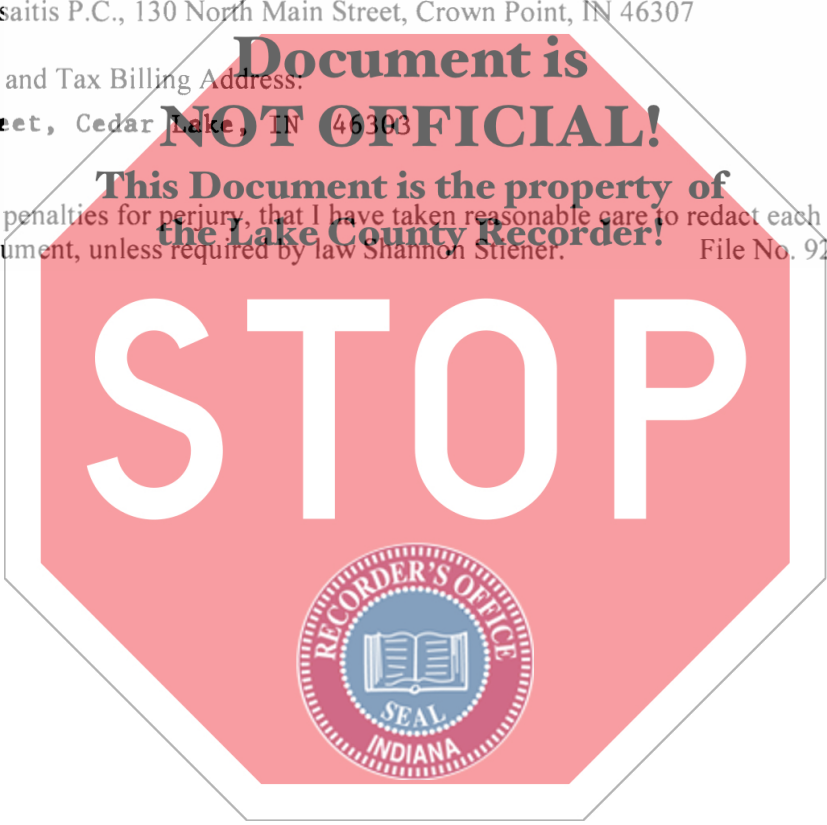 saitis P.C., 130 North Main Street, Crown Point, IN 46307
Document is
and Tax Billing Address:
NOT OFFICIAL!
eet, Cedar Lake, IN 46303
This Document is the property of
penalties for perjury, that I have taken reasonable care to redact each
the Lake County Recorder!
ument, unless required by law Shannon Stiener. File No. 92
STOP
RECORDER'S OFFICE
SEAL
INDIANA